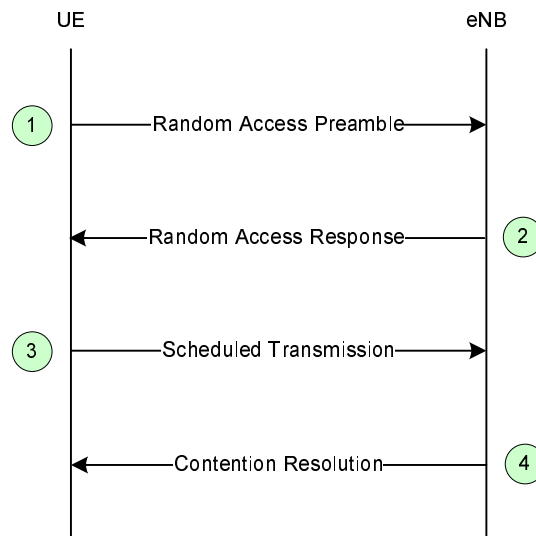 UE eNB
1 Random Access Preamble
Random Access Response 2
3 Scheduled Transmission
Contention Resolution 4